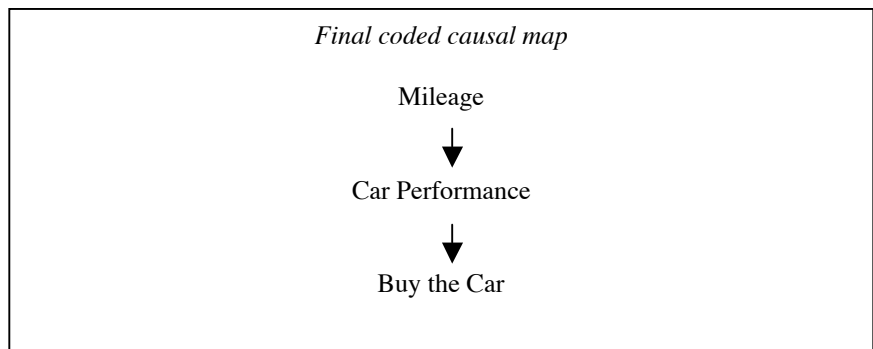 Final coded causal map
Mileage
Car Performance
Buy the Car